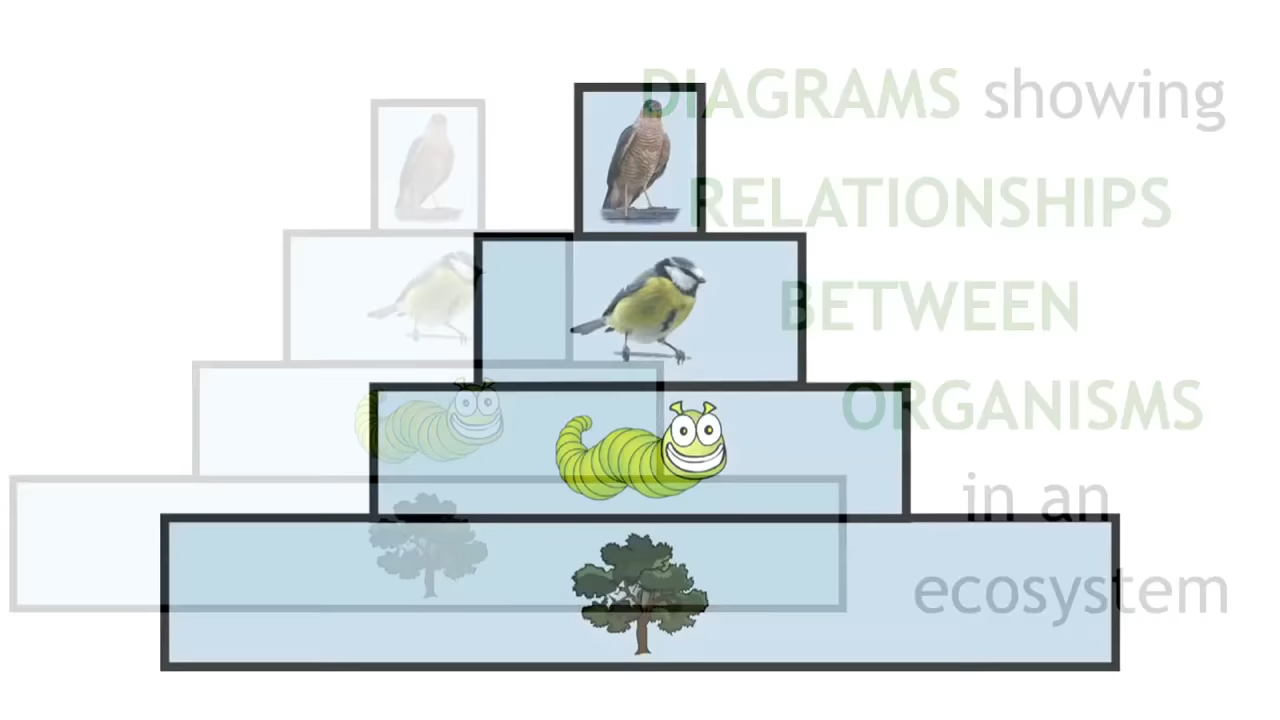 DIAGRAMS showing
RELATIONSHIPS
BETWEEN
ORGANISMS
in an
ecosystem